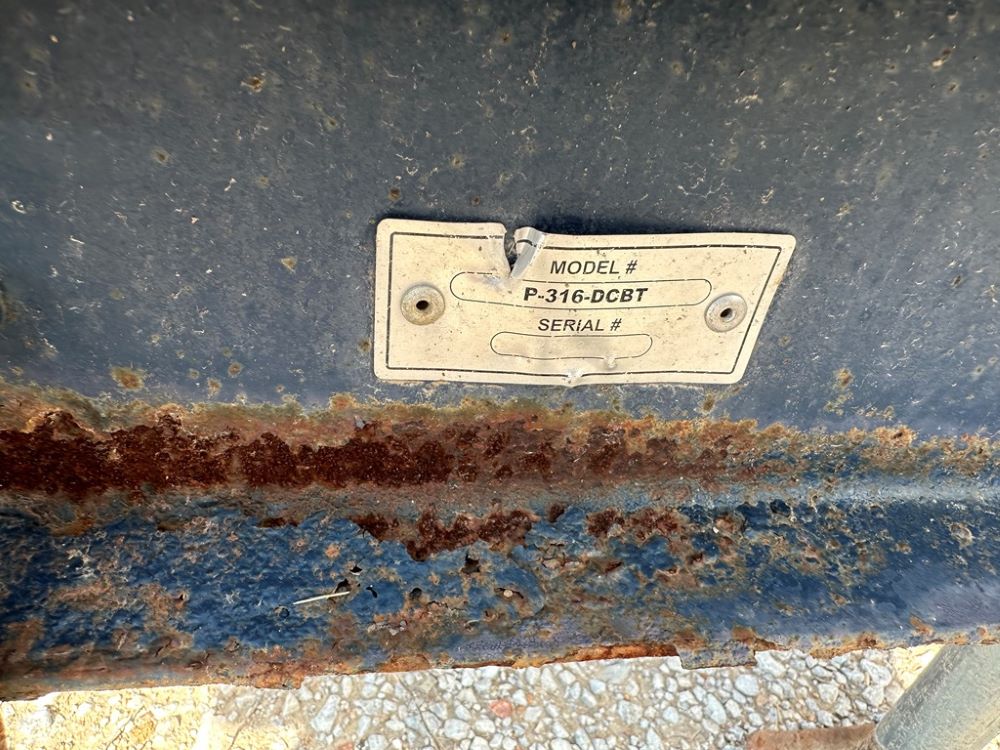 MODEL #
P-316-DCBT
SERIAL #